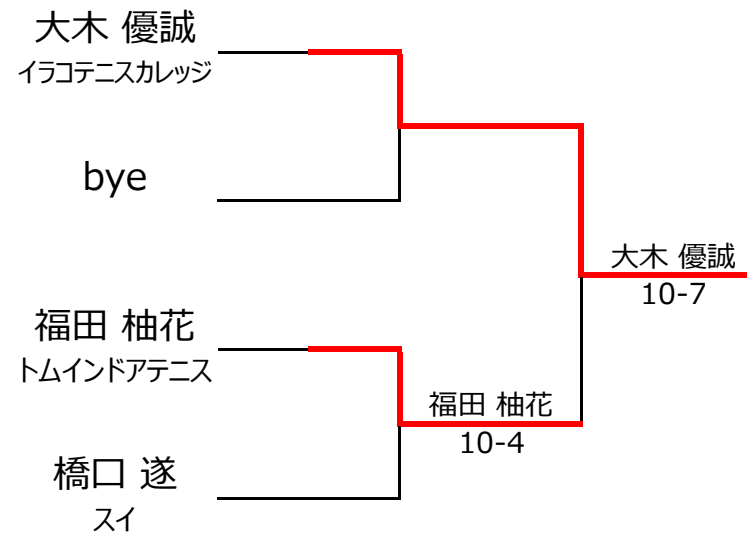 大木 優誠
イラコテニスカレッジ
bye
福田 柚花
トムインドアテニス
橋口 遂
スイ
福田 柚花
10-4
大木 優誠
10-7